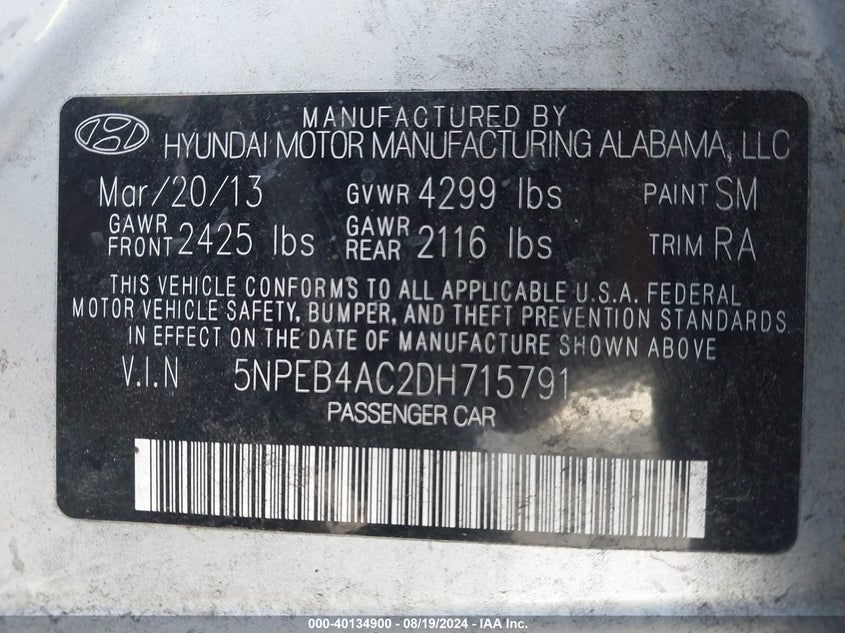 MANUFACTURED BY
HYUNDAI MOTOR MANUFACTURING ALABAMA, LLC
Mar/20/13 GVWR 4299 lbs PAINT SM
GAWR FRONT 2425 lbs GAWR REAR 2116 lbs TRIM RA
THIS VEHICLE CONFORMS TO ALL APPLICABLE U.S.A. FEDERAL
MOTOR VEHICLE SAFETY, BUMPER, AND THEFT PREVENTION STANDARDS
IN EFFECT ON THE DATE OF MANUFACTURE SHOWN ABOVE
V.I.N 5NPEB4AC2DH715791
PASSENGER CAR
000-40134900 - 08/19/2024 - IAA Inc.